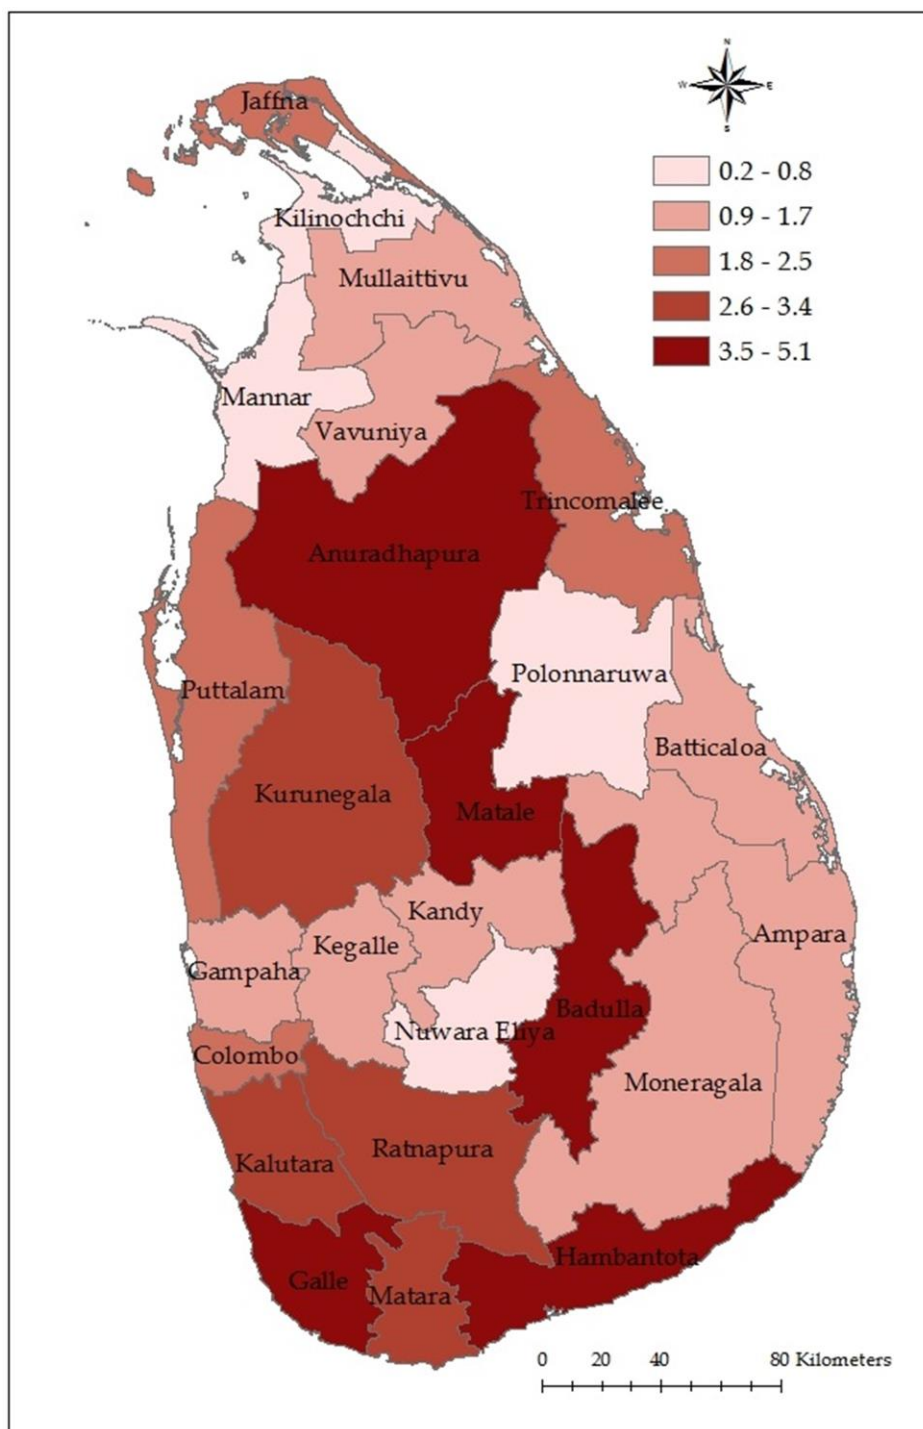 N
W E
S
Jaffna
0.2 - 0.8
Kilinochchi
0.9 - 1.7
1.8 - 2.5
Mullaittivu
2.6 - 3.4
3.5 - 5.1
Mannar
Vavuniya
Trincomalee
Anuradhapura
Polonnaruwa
Puttalam
Batticaloa
Kurunegala
Matale
Kandy
Ampara
Kegalle
Gampaha
Badulla
Nuwara Eliya
Colombo
Moneragala
Ratnapura
Kalutara
Hambantota
Galle
Matara
0 20 40 80 Kilometers